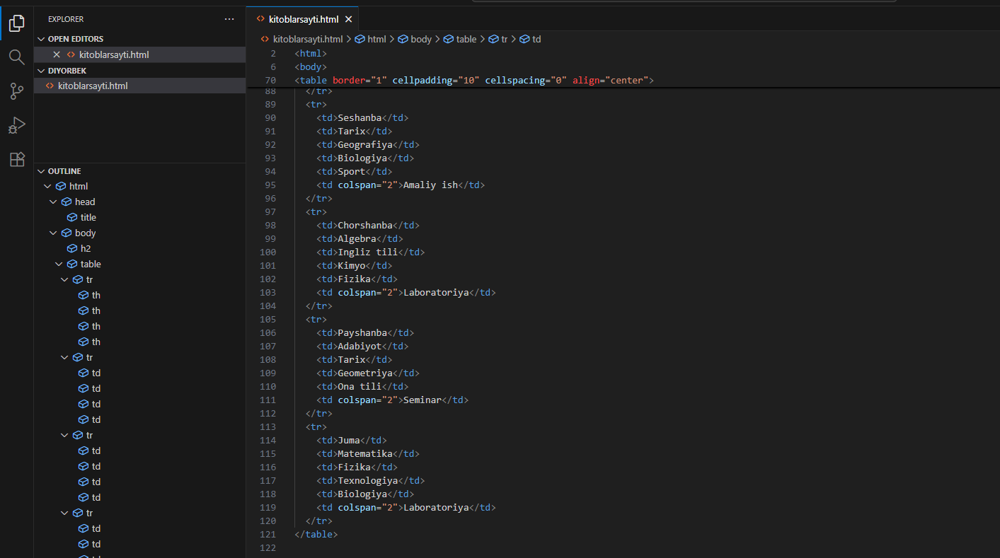 EXPLORER
···
OPEN EDITORS
kitoblarsayti.html
DIYORBEK
kitoblarsayti.html
OUTLINE
html
head
title
body
h2
table
tr
th
th
th
th
tr
td
td
td
td
tr
td
td
td
td
tr
td
td
kitoblarsayti.html
kitoblarsayti.html > html > body > table > tr > td
2 <html>
6 <body>
70 <table border="1" cellpadding="10" cellspacing="0" align="center">
88 </tr>
89 <tr>
90 <td>Seshanba</td>
91 <td>Tarix</td>
92 <td>Geografiya</td>
93 <td>Biologiya</td>
94 <td>Sport</td>
95 <td colspan="2">Amaliy ish</td>
96 </tr>
97 <tr>
98 <td>Chorshanba</td>
99 <td>Algebra</td>
100 <td>Ingliz tili</td>
101 <td>Kimyo</td>
102 <td>Fizika</td>
103 <td colspan="2">Laboratoriya</td>
104 </tr>
105 <tr>
106 <td>Payshanba</td>
107 <td>Adabiyot</td>
108 <td>Tarix</td>
109 <td>Geometriya</td>
110 <td>Ona tili</td>
111 <td colspan="2">Seminar</td>
112 </tr>
113 <tr>
114 <td>Juma</td>
115 <td>Matematika</td>
116 <td>Fizika</td>
117 <td>Texnologiya</td>
118 <td>Biologiya</td>
119 <td colspan="2">Laboratoriya</td>
120 </tr>
121 </table>
122